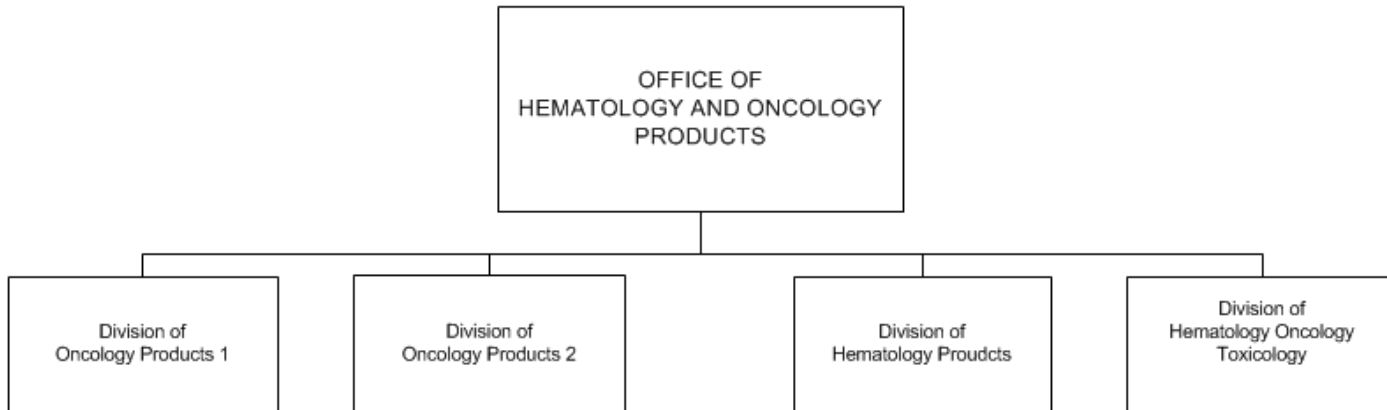 OFFICE OF
HEMATOLOGY AND ONCOLOGY
PRODUCTS
Division of
Oncology Products 1
Division of
Oncology Products 2
Division of
Hematology Proudcts
Division of
Hematology Oncology
Toxicology